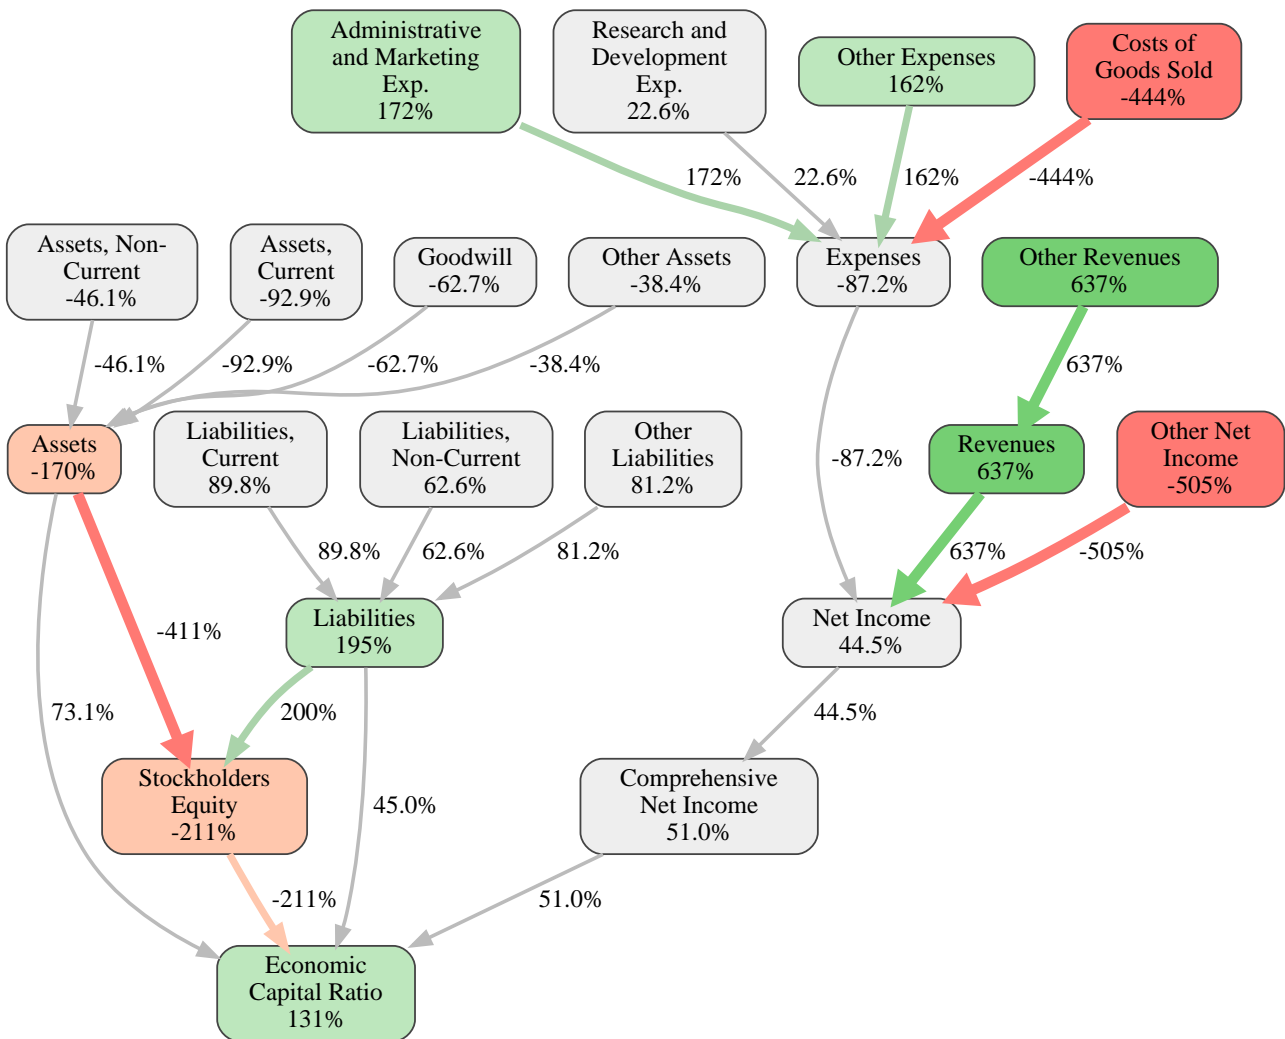 Administrative
and Marketing
Exp.
172%
Research and
Development
Exp.
22.6%
Other Expenses
162%
Costs of
Goods Sold
-444%
172%
22.6%
162%
-444%
Assets, Non-
Current
-46.1%
Assets,
Current
-92.9%
Goodwill
-62.7%
Other Assets
-38.4%
Expenses
-87.2%
Other Revenues
637%
-46.1%
-92.9%
-62.7%
-38.4%
637%
Assets
-170%
Liabilities,
Current
89.8%
Liabilities,
Non-Current
62.6%
Other
Liabilities
81.2%
-87.2%
Revenues
637%
Other Net
Income
-505%
89.8%
62.6%
81.2%
637%
-505%
-411%
Liabilities
195%
Net Income
44.5%
73.1%
200%
44.5%
Stockholders
Equity
-211%
45.0%
Comprehensive
Net Income
51.0%
-211%
51.0%
Economic
Capital Ratio
131%